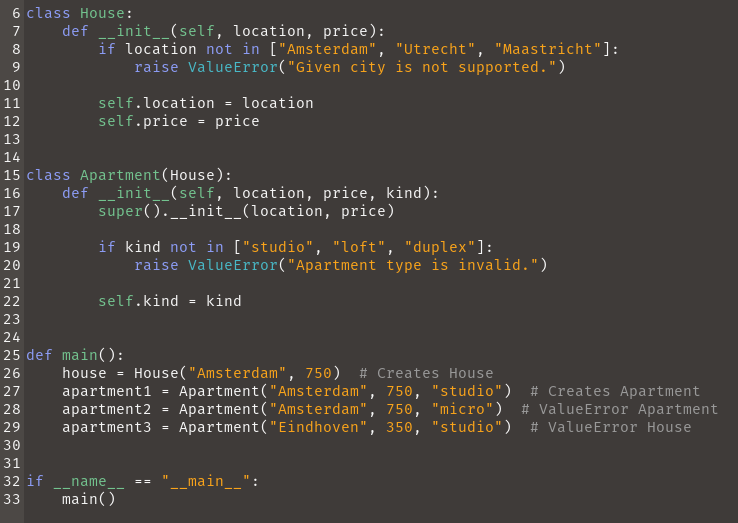 6 class House:
7     def __init__(self, location, price):
8         if location not in ["Amsterdam", "Utrecht", "Maastricht"]:
9             raise ValueError("Given city is not supported.")
10
11         self.location = location
12         self.price = price
13
14
15 class Apartment(House):
16     def __init__(self, location, price, kind):
17         super().__init__(location, price)
18
19         if kind not in ["studio", "loft", "duplex"]:
20             raise ValueError("Apartment type is invalid.")
21
22         self.kind = kind
23
24
25 def main():
26     house = House("Amsterdam", 750)  # Creates House
27     apartment1 = Apartment("Amsterdam", 750, "studio")  # Creates Apartment
28     apartment2 = Apartment("Amsterdam", 750, "micro")  # ValueError Apartment
29     apartment3 = Apartment("Eindhoven", 350, "studio")  # ValueError House
30
31
32 if __name__ == "__main__":
33     main()